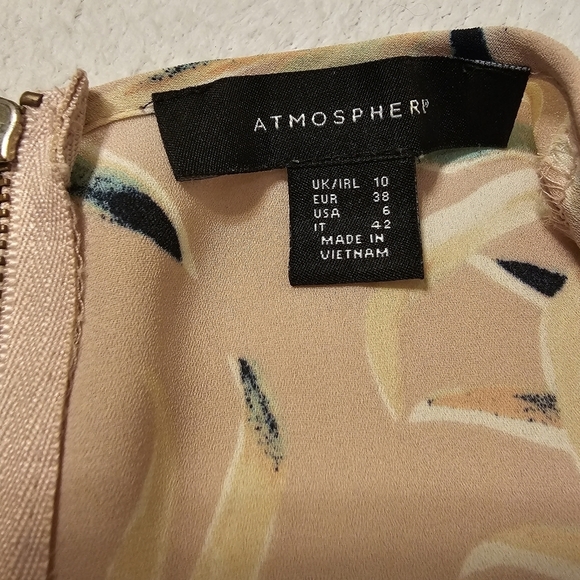 ATMOSPHERE
UK/IRL 10
EUR 38
USA 6
IT 42
MADE IN
VIETNAM